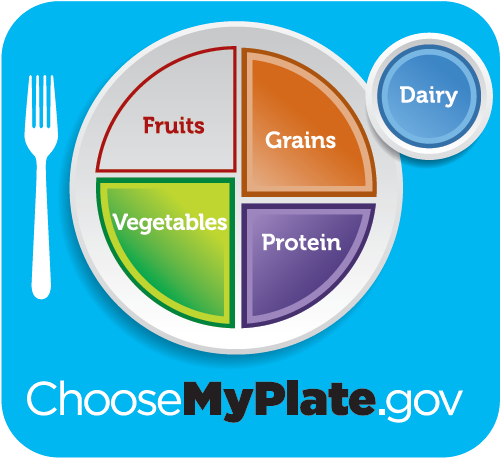 Dairy
Fruits
Grains
Vegetables
Protein
ChooseMyPlate.gov